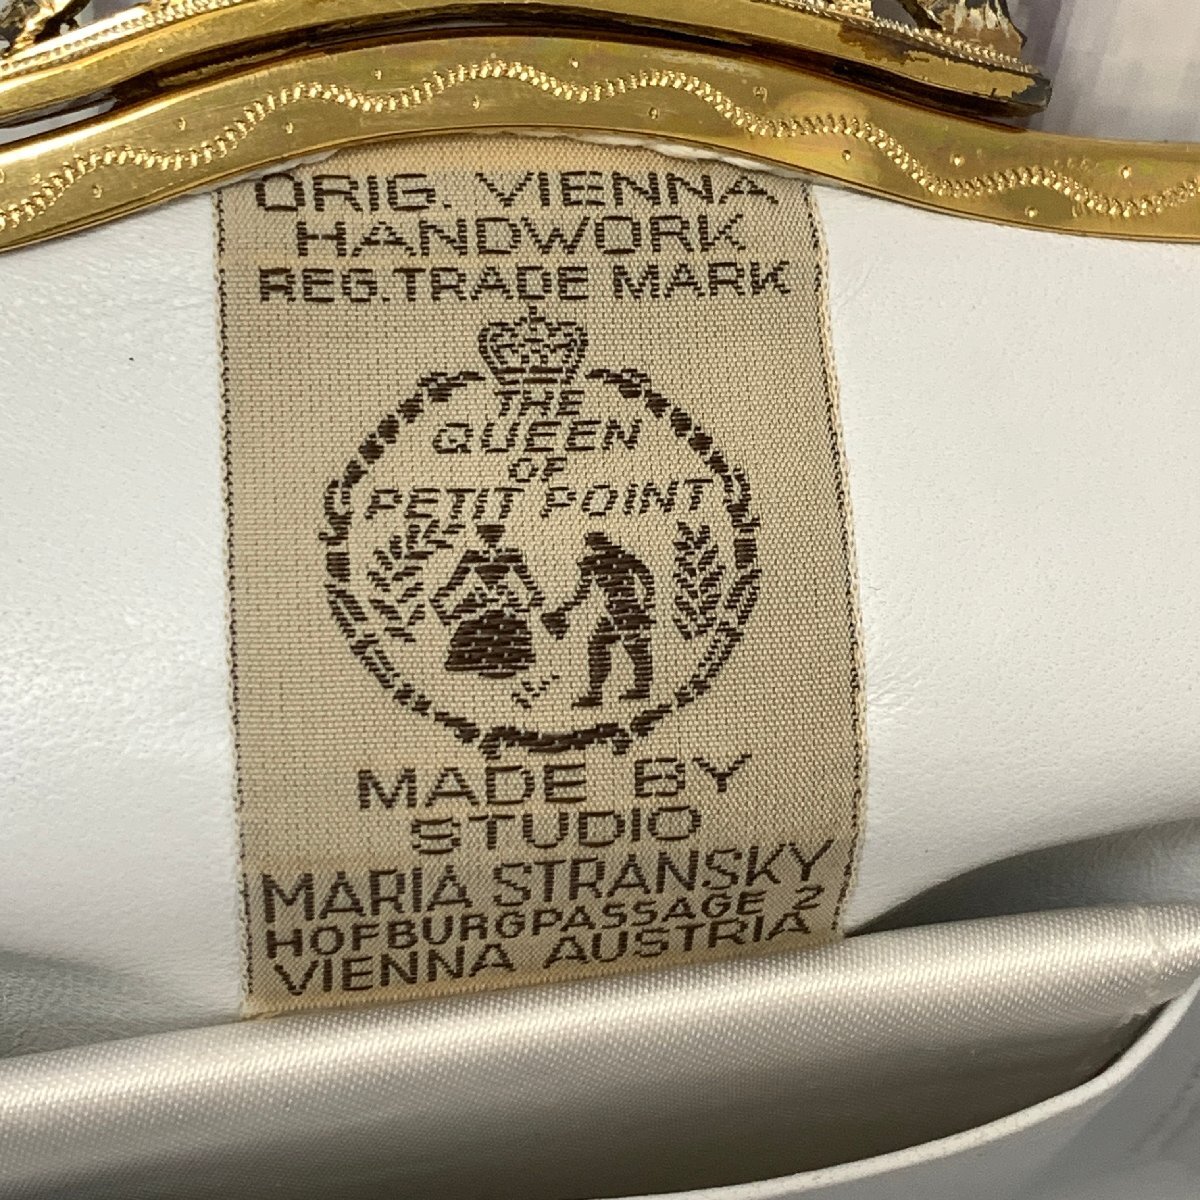 ORIG. VIENNA
HANDWORK
REG. TRADE MARK
THE
QUEEN
OF
PETIT POINT
MADE BY
STUDIO
MARIA STRANSKY
HOFBURGPASSAGE 2
VIENNA AUSTRIA